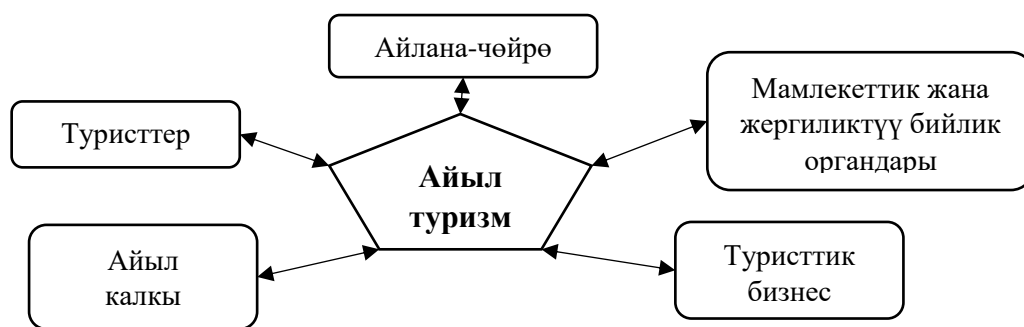 Айлана-чөйрө
Туристтер
Мамлекеттик жана
жергиликтүү бийлик
органдары
Айыл
туризм
Айыл
калкы
Туристтик
бизнес